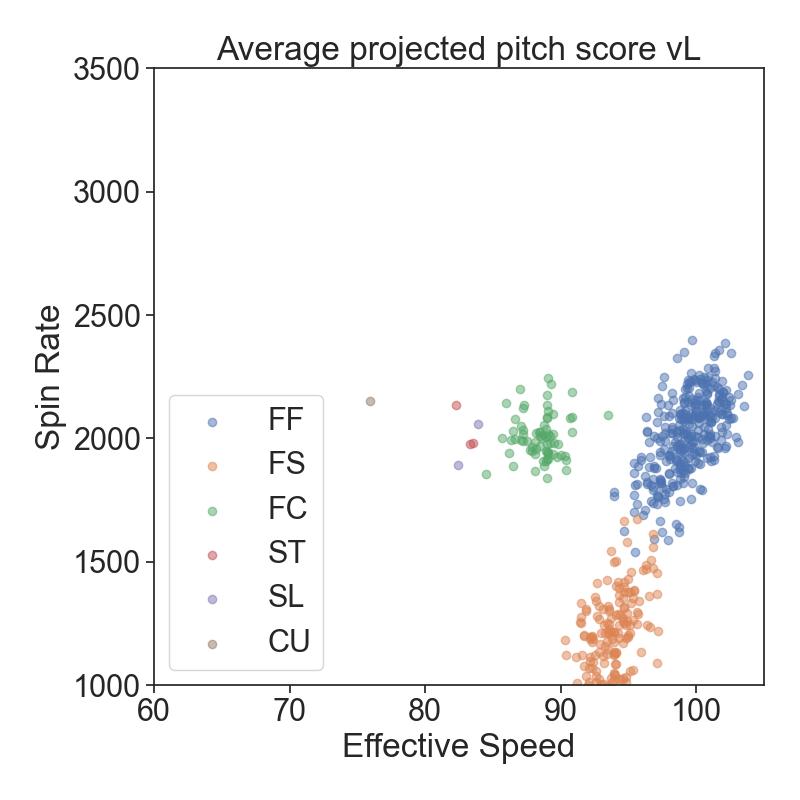 Average projected pitch score vL
3500
3000
2500
2000
1500
1000
Spin Rate
FF
FS
FC
ST
SL
CU
60 70 80 90 100
Effective Speed